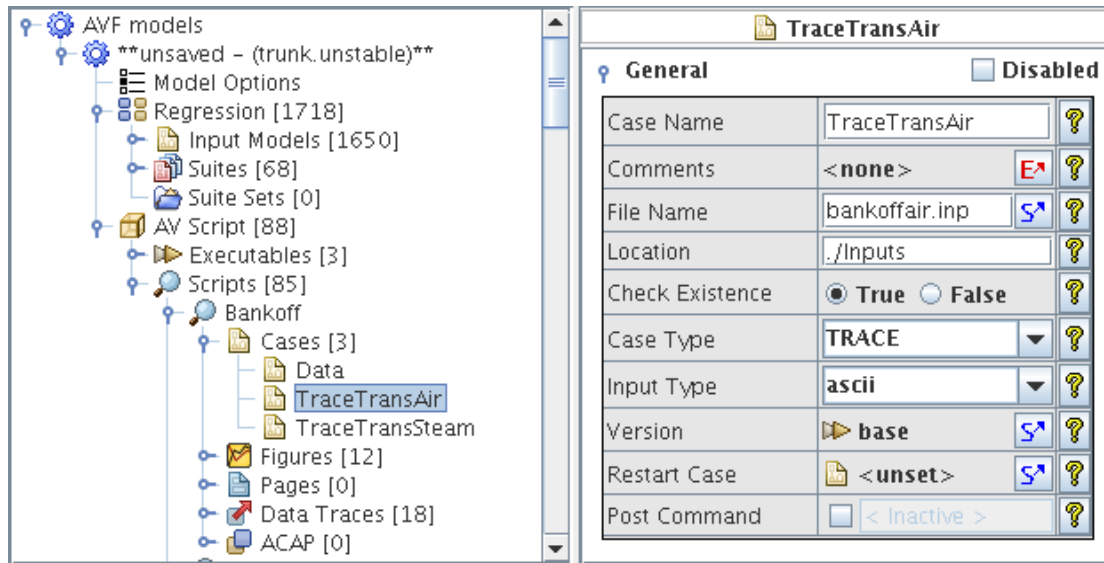 AVF models
**unsaved – (trunk.unstable)**
Model Options
Regression [1718]
Input Models [1650]
Suites [68]
Suite Sets [0]
AV Script [88]
Executables [3]
Scripts [85]
Bankoff
Cases [3]
Data
TraceTransAir
TraceTransSteam
Figures [12]
Pages [0]
Data Traces [18]
ACAP [0]
TraceTransAir
General Disabled
Case Name TraceTransAir ?
Comments <none> E ?
File Name bankoffair.inp S ?
Location ./Inputs ?
Check Existence True False ?
Case Type TRACE ?
Input Type ascii ?
Version base S ?
Restart Case <unset> S ?
Post Command < Inactive > ?